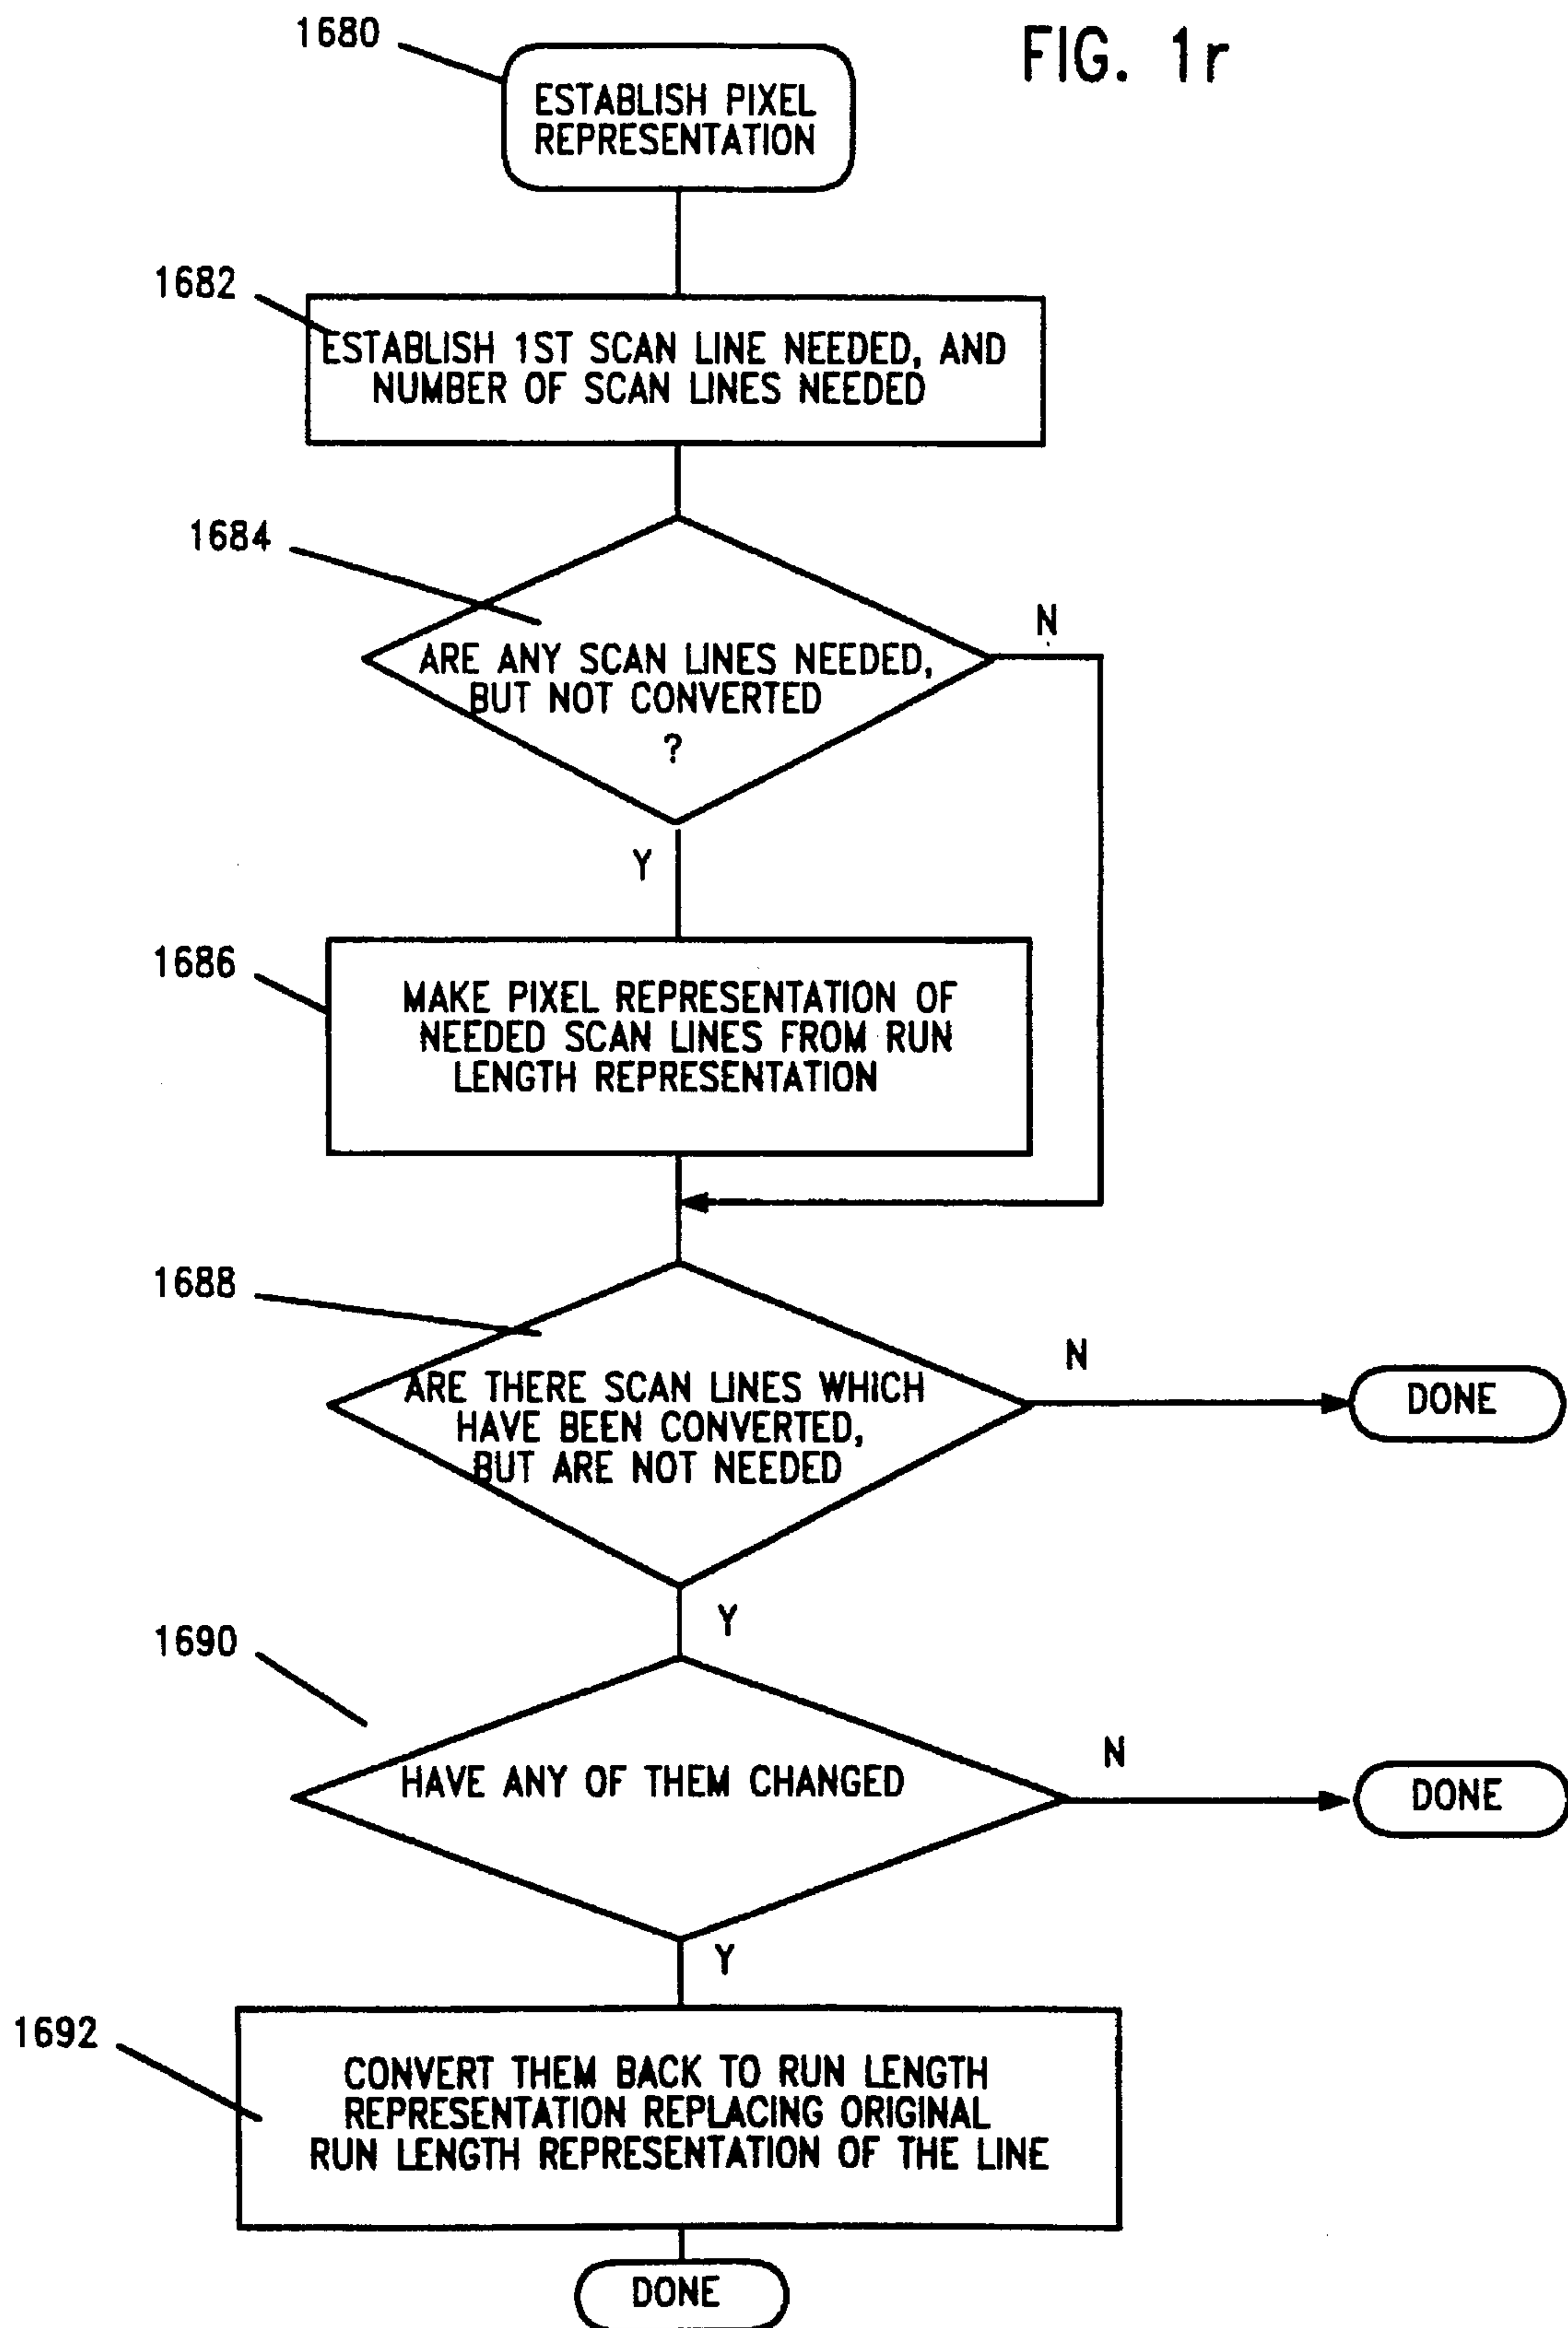 1680
FIG. 1r
ESTABLISH PIXEL
REPRESENTATION
1682
ESTABLISH 1ST SCAN LINE NEEDED, AND
NUMBER OF SCAN LINES NEEDED
1684
N
ARE ANY SCAN LINES NEEDED,
BUT NOT CONVERTED
?
Y
1686
MAKE PIXEL REPRESENTATION OF
NEEDED SCAN LINES FROM RUN
LENGTH REPRESENTATION
1688
N
ARE THERE SCAN LINES WHICH
HAVE BEEN CONVERTED,
BUT ARE NOT NEEDED
DONE
Y
1690
N
HAVE ANY OF THEM CHANGED
DONE
Y
1692
CONVERT THEM BACK TO RUN LENGTH
REPRESENTATION REPLACING ORIGINAL
RUN LENGTH REPRESENTATION OF THE LINE
DONE